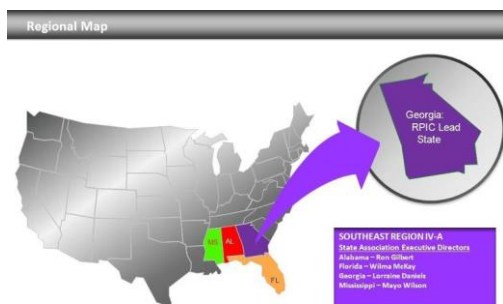 Regional Map
Georgia:
RPIC Lead
State
MS
AL
FL
SOUTHEAST REGION IV-A
State Association Executive Directors
Alabama – Ron Gilbert
Florida – Wilma McKay
Georgia – Lorraine Daniels
Mississippi – Mayo Wilson